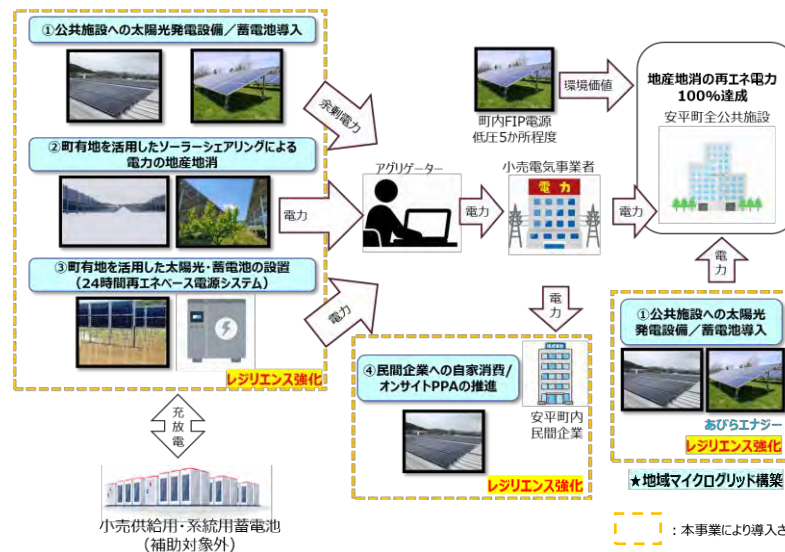 ①公共施設への太陽光発電設備／蓄電池導入
余剰電力
②町有地を活用したソーラーシェアリングによる
電力の地産地消
電力
③町有地を活用した太陽光・蓄電池の設置
（24時間再エネベース電源システム）
電力
レジリエンス強化
充放電
小売供給用・系統用蓄電池
（補助対象外）
アグリゲーター
電力
小売電気事業者
電力
電力
町内FIP電源
低圧5か所程度
環境価値
地産地消の再エネ電力
100%達成
安平町全公共施設
電力
電力
④民間企業への自家消費/
オンサイトPPAの推進
安平町内
民間企業
レジリエンス強化
①公共施設への太陽光
発電設備／蓄電池導入
あびらエナジー
レジリエンス強化
★地域マイクログリッド構築
：本事業により導入さ